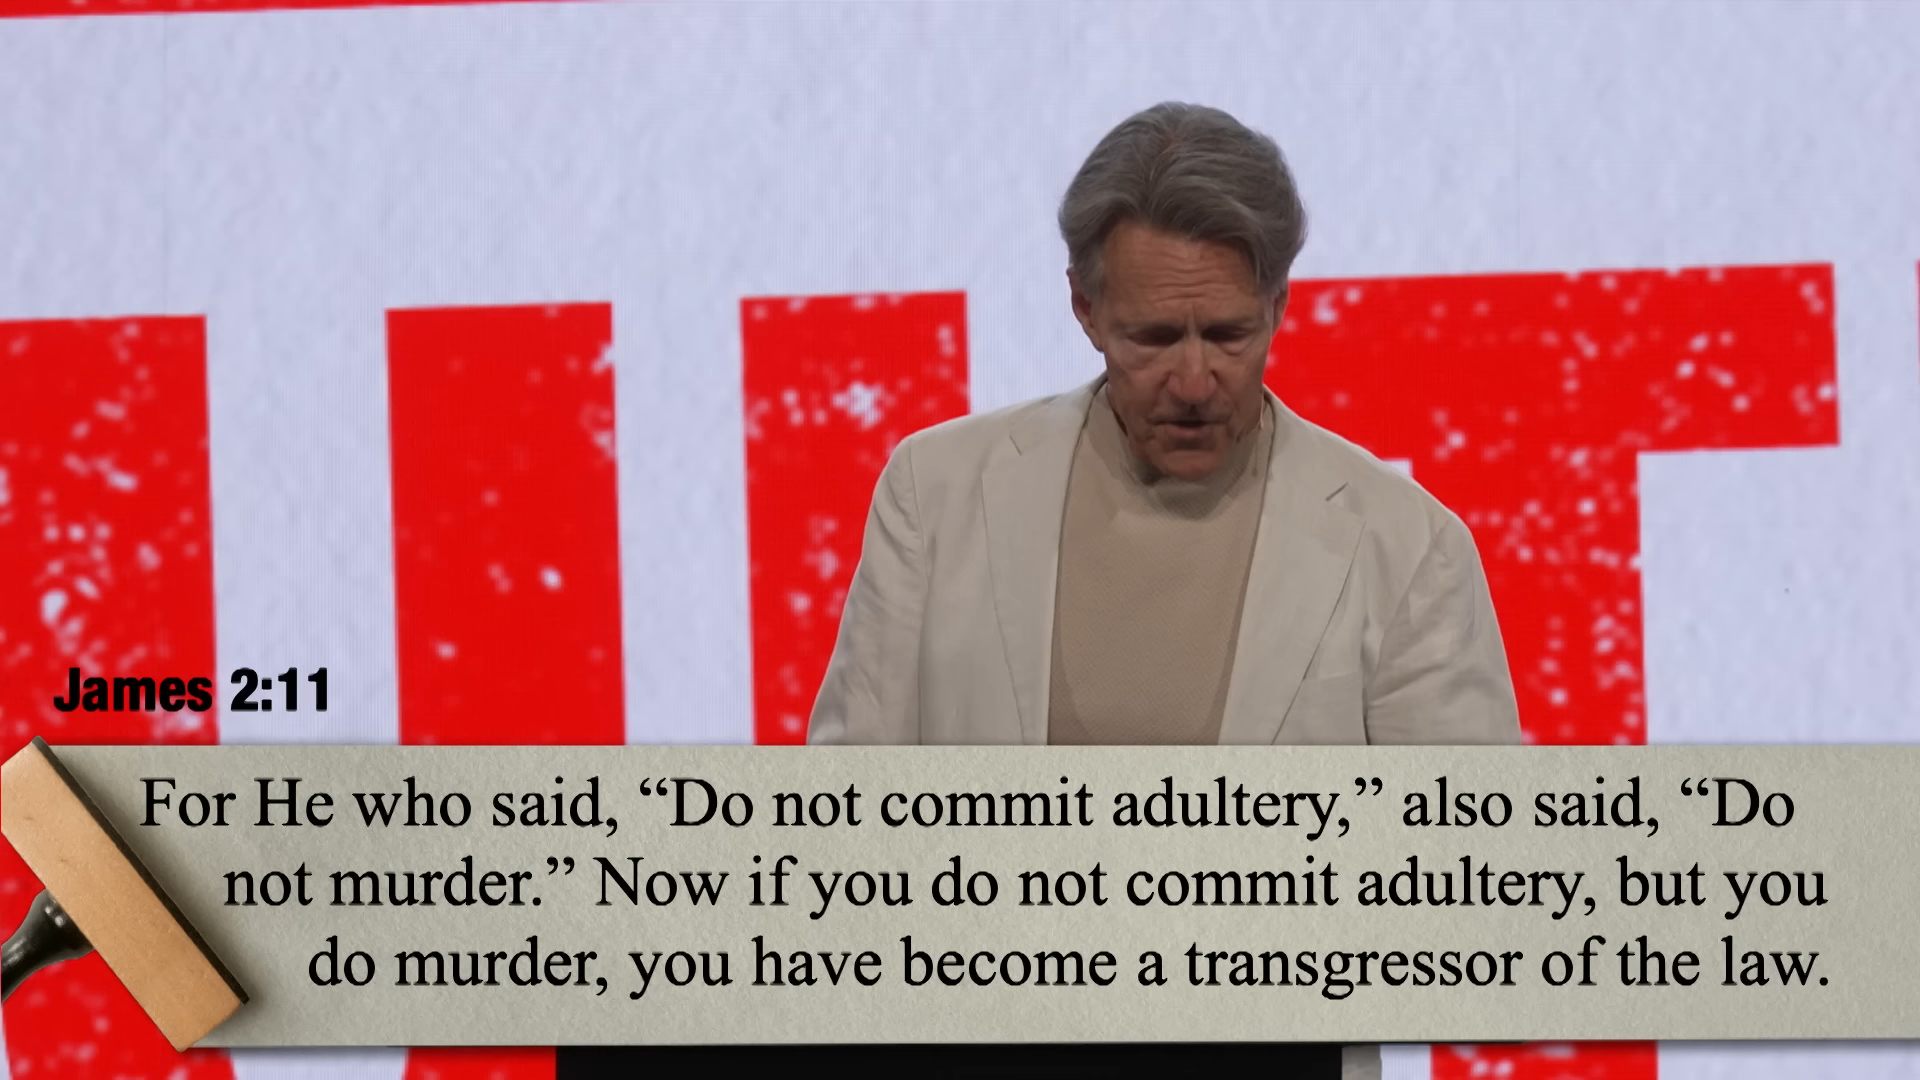 James 2:11
For He who said, “Do not commit adultery,” also said, “Do
not murder.” Now if you do not commit adultery, but you
do murder, you have become a transgressor of the law.